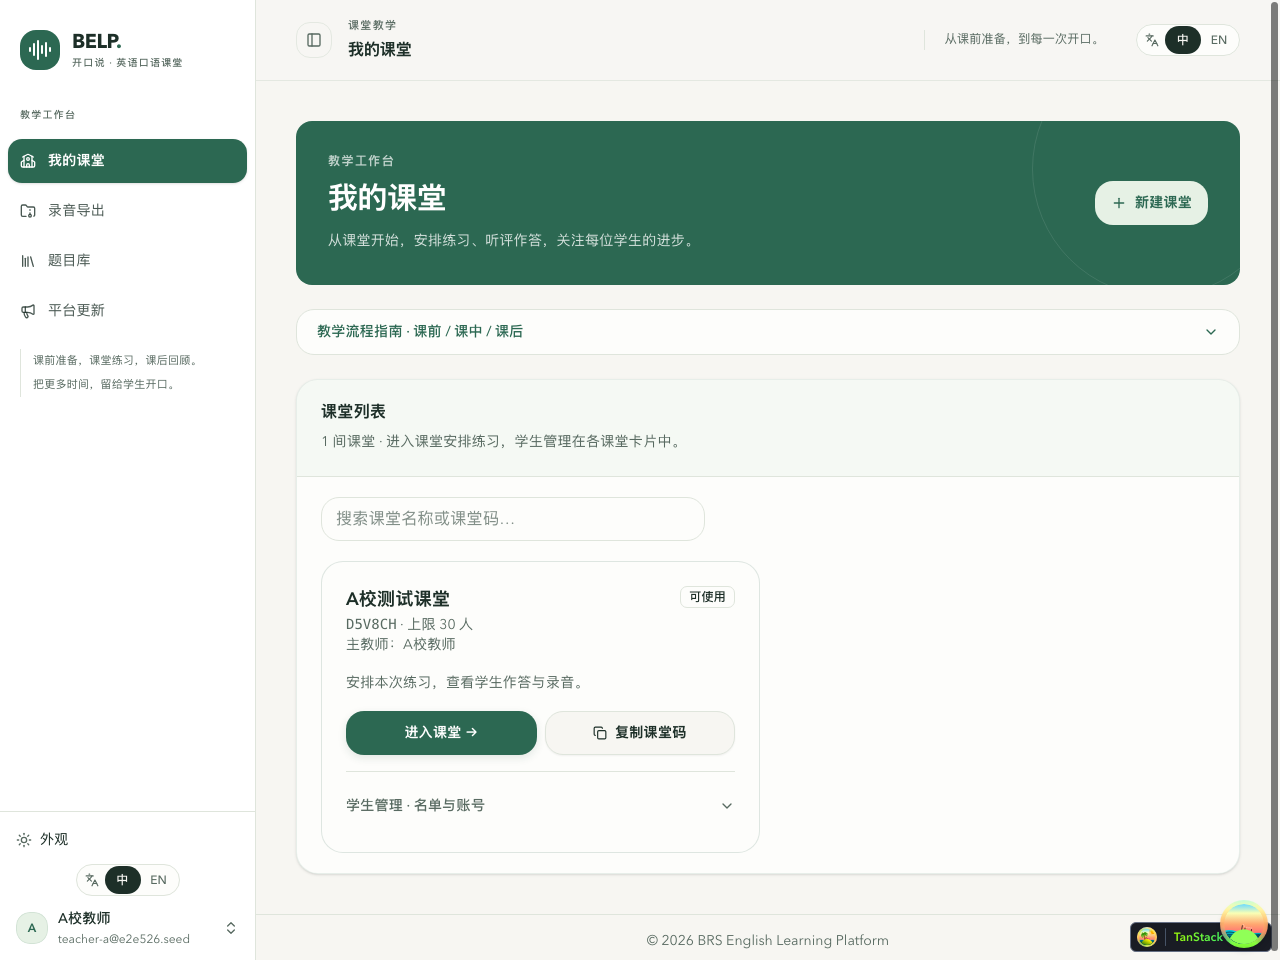 BELP.
开口说 · 英语口语课堂
教学工作台
我的课堂
录音导出
题目库
平台更新
课前准备，课堂练习，课后回顾。
把更多时间，留给学生开口。
外观
中 EN
A
A校教师
teacher-a@e2e526.seed
课堂教学
我的课堂
从课前准备，到每一次开口。
中 EN
教学工作台
我的课堂
从课堂开始，安排练习、听评作答，关注每位学生的进步。
新建课堂
教学流程指南 · 课前 / 课中 / 课后
课堂列表
1 间课堂 · 进入课堂安排练习，学生管理在各课堂卡片中。
搜索课堂名称或课堂码…
A校测试课堂
可使用
D5V8CH · 上限 30 人
主教师：A校教师
安排本次练习，查看学生作答与录音。
进入课堂 →
复制课堂码
学生管理 · 名单与账号
© 2026 BRS English Learning Platform
TanStack